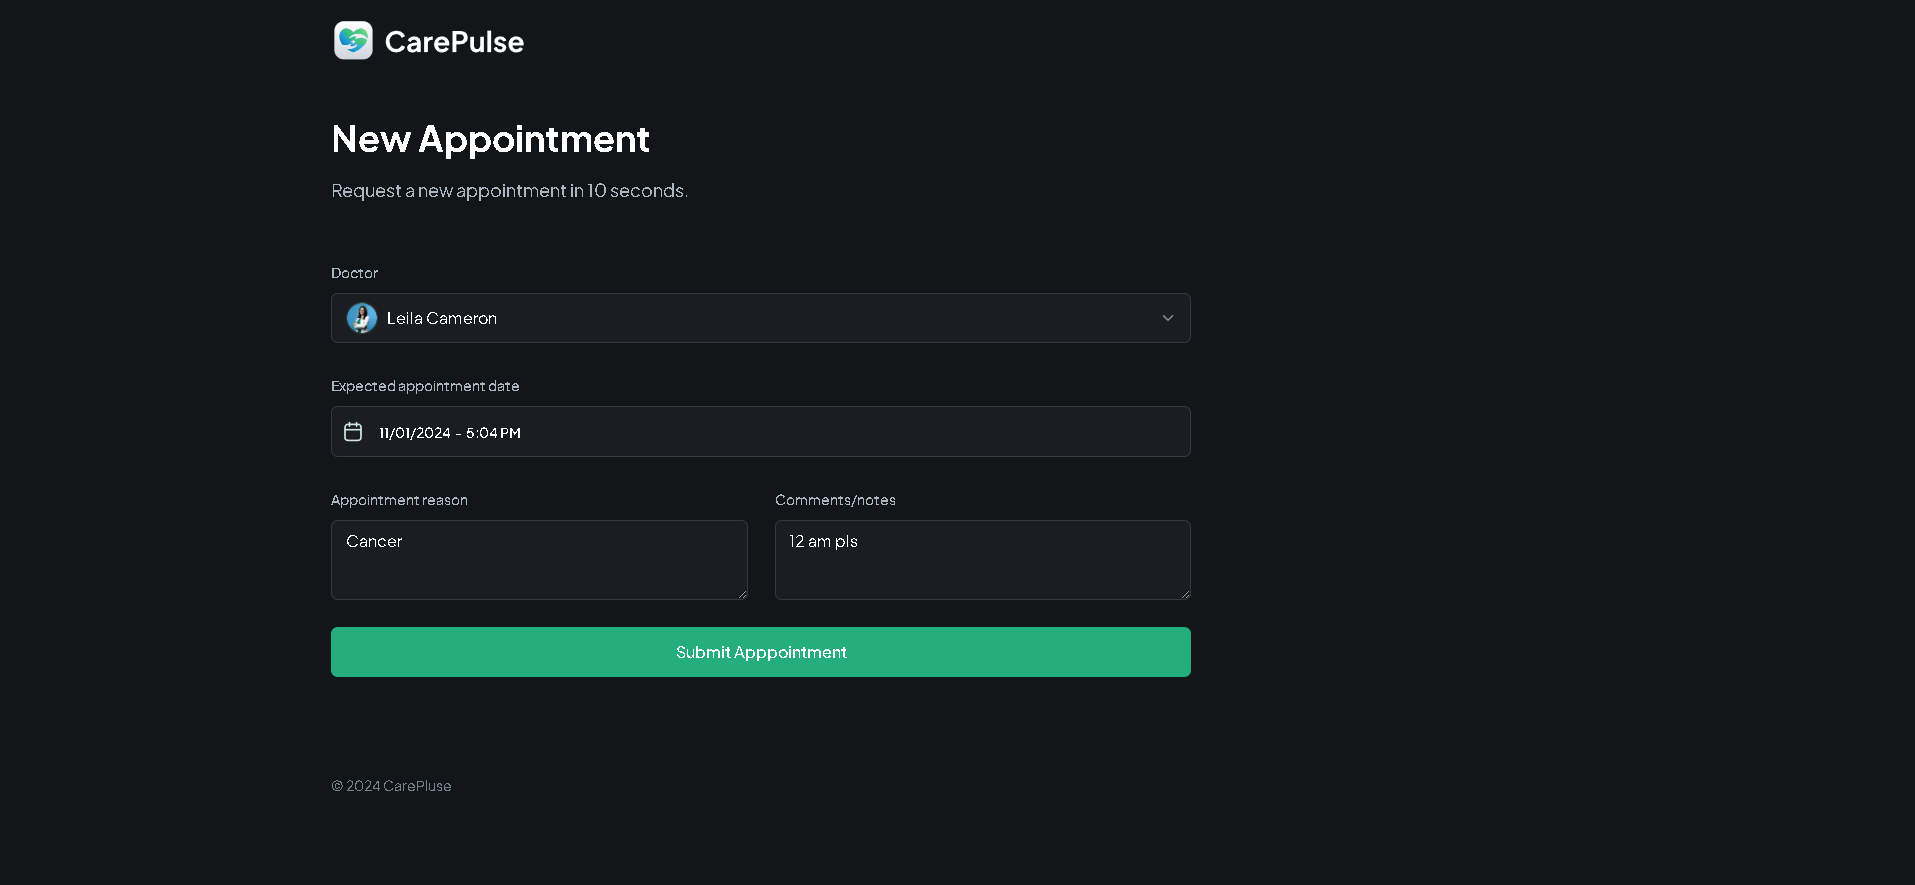 CarePulse
New Appointment
Request a new appointment in 10 seconds.
Doctor
Leila Cameron
Expected appointment date
11/01/2024 - 5:04 PM
Appointment reason
Comments/notes
Cancer
12 am pls
Submit Apppointment
© 2024 CarePluse